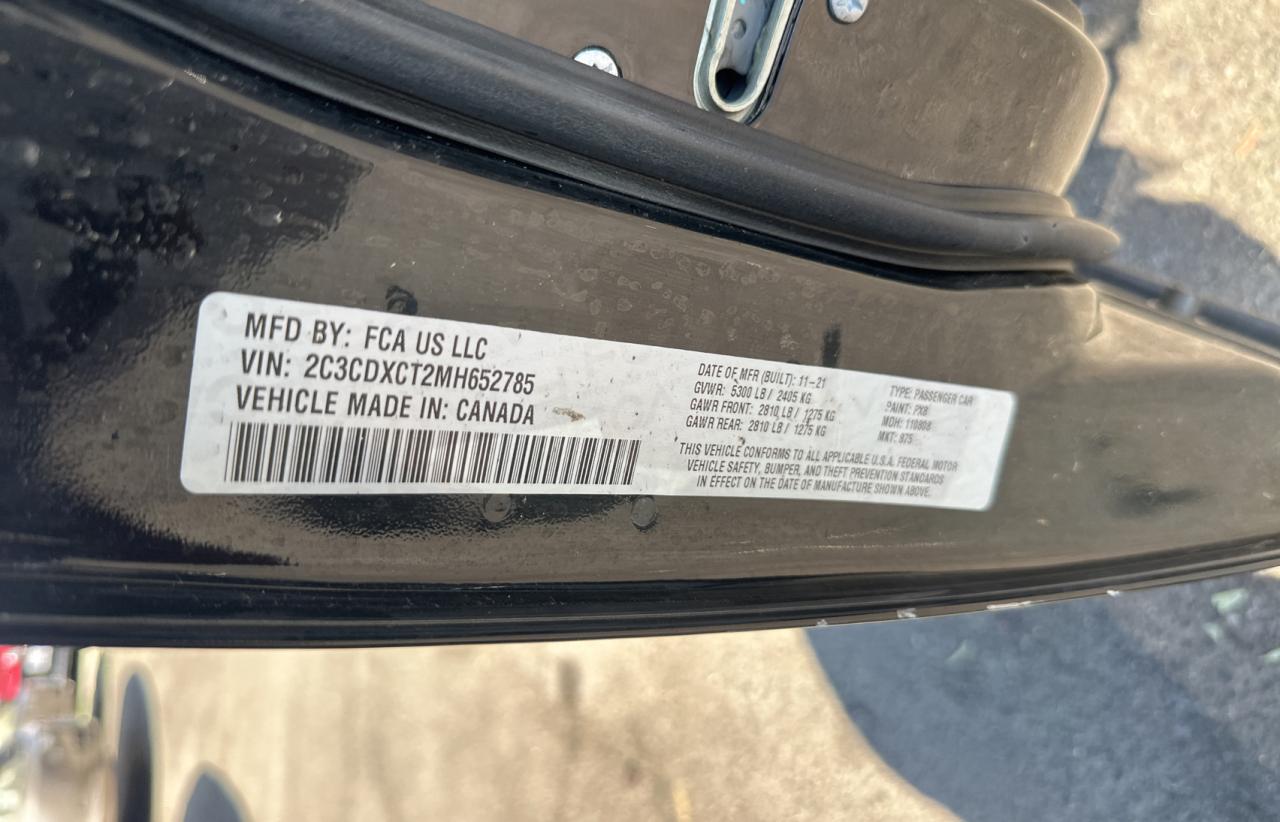 MFD BY: FCA US LLC
VIN: 2C3CDXCT2MH652785
VEHICLE MADE IN: CANADA
DATE OF MFR (BUILT): 11-21
GVWR: 5300 LB / 2405 KG
GAWR FRONT: 2810 LB / 1275 KG
GAWR REAR: 2810 LB / 1275 KG
TYPE: PASSENGER CAR
PAINT: PX8
MDH: 110808
MKT: 875
THIS VEHICLE CONFORMS TO ALL APPLICABLE U.S.A. FEDERAL MOTOR
VEHICLE SAFETY, BUMPER, AND THEFT PREVENTION STANDARDS
IN EFFECT ON THE DATE OF MANUFACTURE SHOWN ABOVE.